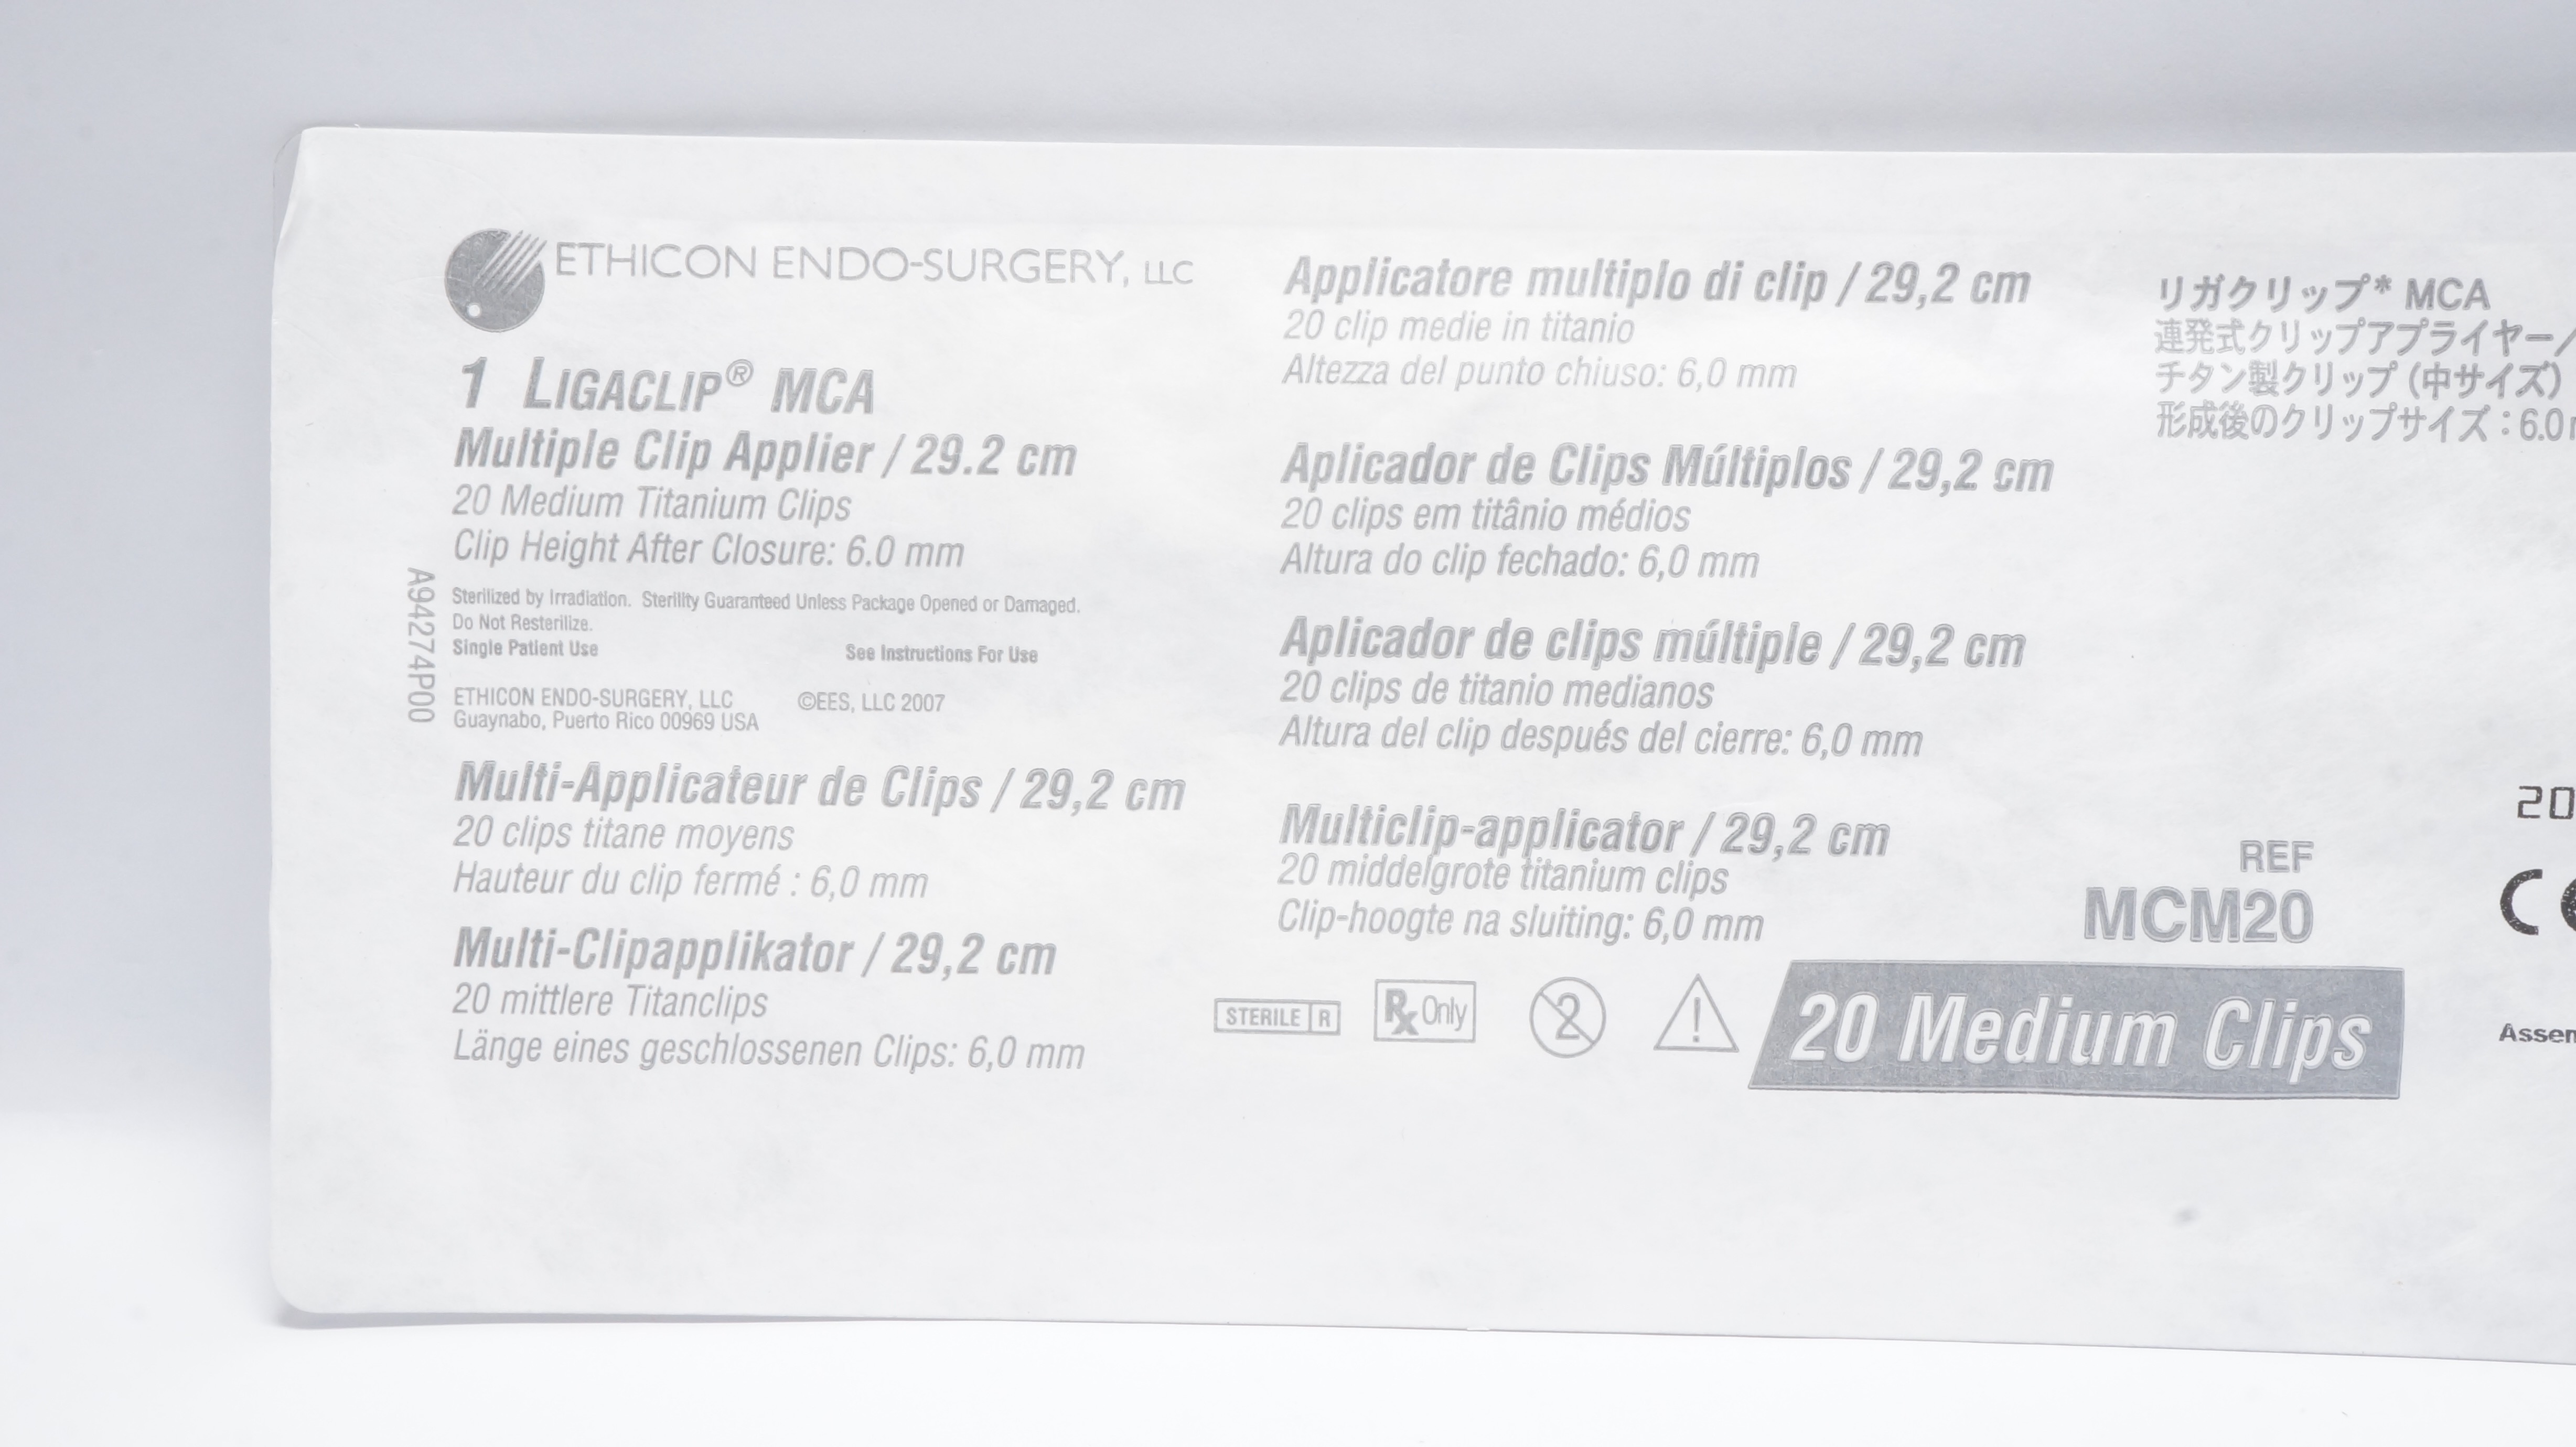 ETHICON ENDO-SURGERY, LLC
1 LIGACLIP® MCA
Multiple Clip Applier / 29.2 cm
20 Medium Titanium Clips
Clip Height After Closure: 6.0 mm
Sterilized by Irradiation. Sterility Guaranteed Unless Package Opened or Damaged.
Do Not Resterilize.
Single Patient Use
See Instructions For Use
ETHICON ENDO-SURGERY, LLC
©EES, LLC 2007
Guaynabo, Puerto Rico 00969 USA
A94274P00
Multi-Applicateur de Clips / 29,2 cm
20 clips titane moyens
Hauteur du clip fermé : 6,0 mm
Multi-Clipapplikator / 29,2 cm
20 mittlere Titanclips
Länge eines geschlossenen Clips: 6,0 mm
Applicatore multiplo di clip / 29,2 cm
20 clip medie in titanio
Altezza del punto chiuso: 6,0 mm
Aplicador de Clips Múltiplos / 29,2 cm
20 clips em titânio médios
Altura do clip fechado: 6,0 mm
Aplicador de clips múltiple / 29,2 cm
20 clips de titanio medianos
Altura del clip después del cierre: 6,0 mm
Multiclip-applicator / 29,2 cm
20 middelgrote titanium clips
Clip-hoogte na sluiting: 6,0 mm
STERILE R
Rx Only
2
!
リガクリップ* MCA
連発式クリップアプライヤー/
チタン製クリップ (中サイズ)
形成後のクリップサイズ：6.0
REF
MCM20
20 Medium Clips
20